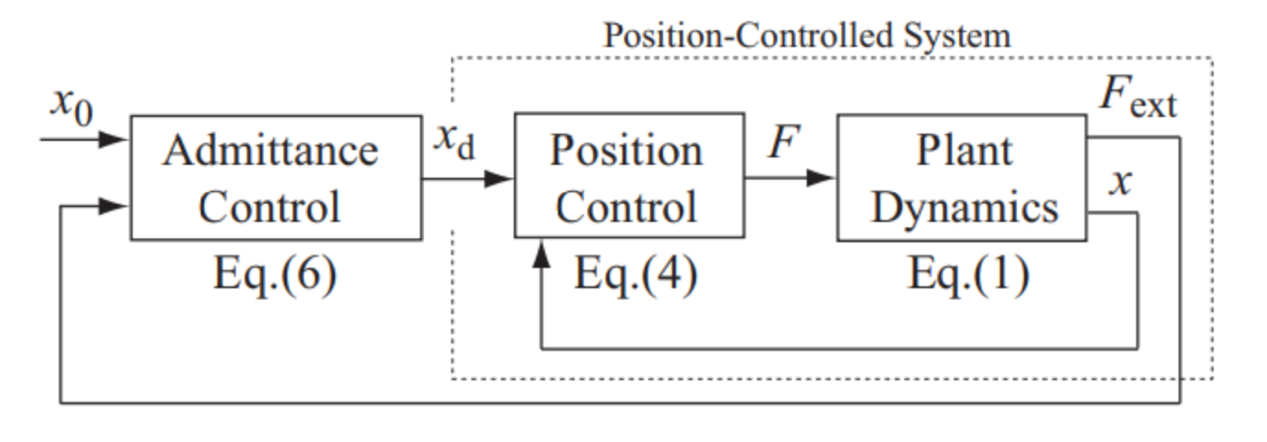 Position-Controlled System
x0
Admittance
Control
Eq.(6)
xd
Position
Control
Eq.(4)
F
Plant
Dynamics
Eq.(1)
Fext
x